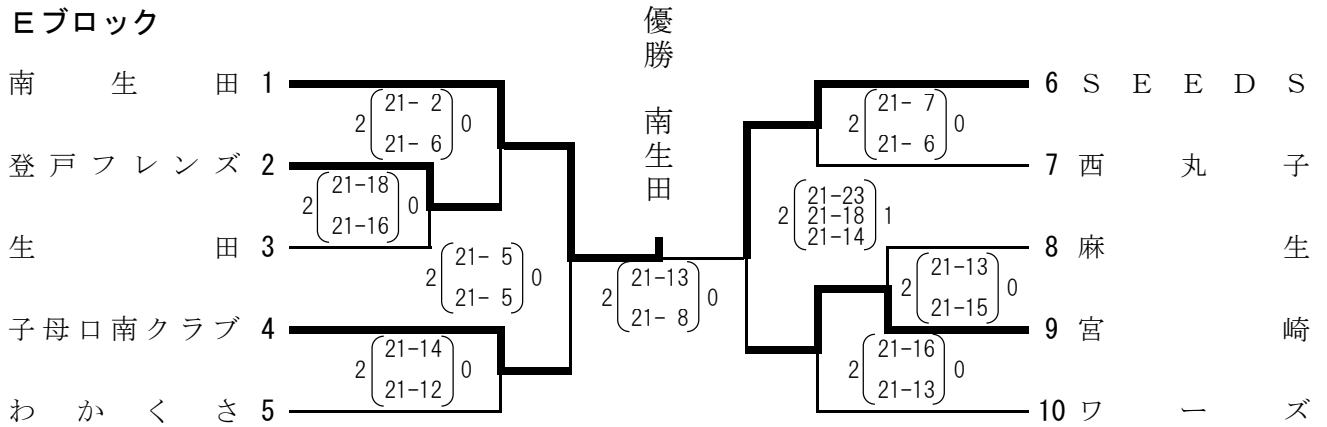 Ｅブロック
優勝　南生田
南生田 1
2 21- 2 0
21- 6
登戸フレンズ 2
2 21-18 0
21-16
生田 3
2 21- 5 0
21- 5
子母口南クラブ 4
2 21-14 0
21-12
わかくさ 5
2 21-13 0
21- 8
6 ＳＥＥＤＳ
2 21- 7 0
21- 6
7 西丸子
2 21-23 1
21-18
21-14
8 麻生
2 21-13 0
21-15
9 宮崎
2 21-16 0
21-13
10 ワーズ